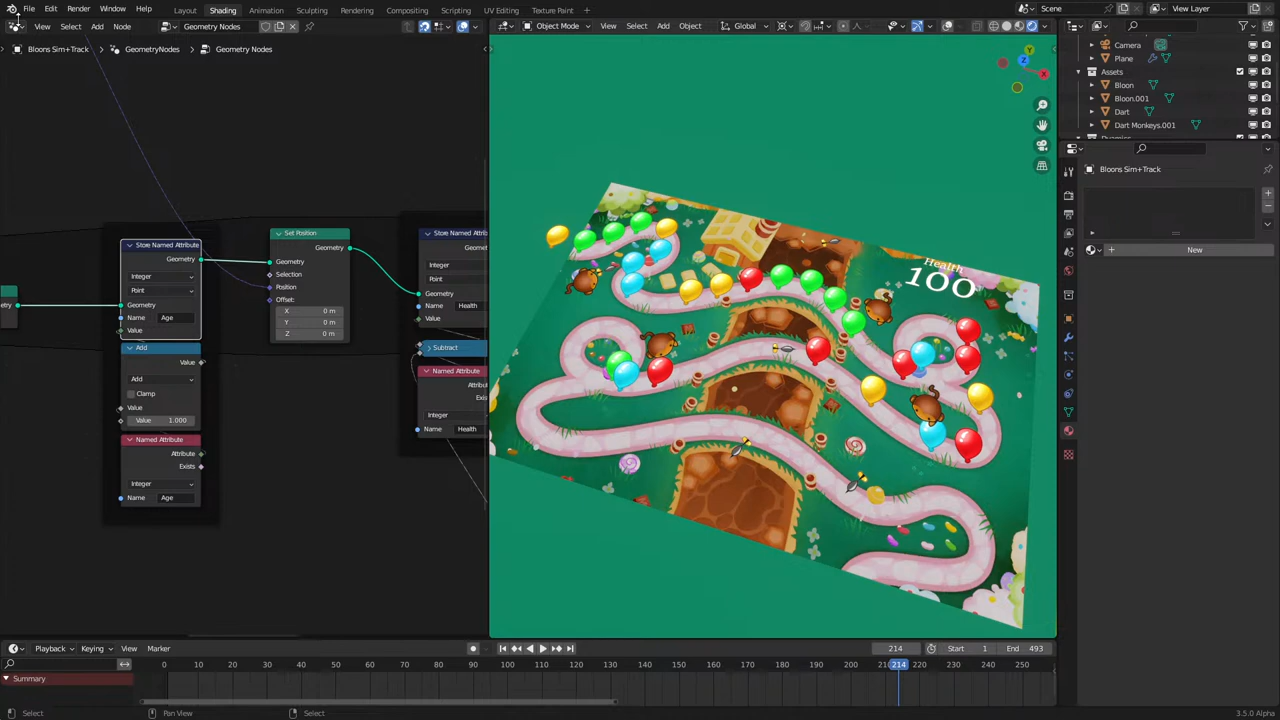 File Edit Render Window Help Layout Shading Animation Rendering Compositing Scripting UV Editing Texture Paint Scene View Layer
View Select Add Node Geometry Nodes Object Mode View Select Add Object
Bloons Sim+Track GeometryNodes Geometry Nodes
Camera
Plane
Assets
Bloon
Bloon.001
Dart
Dart Monkeys.001
Bloons Sim+Track
New
Store Named Attribute
Geometry
Integer
Point
Geometry
Name Age
Value
Add
Value
Add
Clamp
Value
Value 1.000
Named Attribute
Attribute
Exists
Integer
Name Age
Set Position
Geometry
Geometry
Selection
Position
Offset:
X 0 m
Y 0 m
Z 0 m
Store Named Attribute
Integer
Point
Geometry
Name Health
Value
Subtract
Named Attribute
Integer
Name Health
Health
100
Y
Z
X
Playback Keying View Marker 214 Start 1 End 493
0 10 20 30 40 50 60 70 80 90 100 110 120 130 140 150 160 170 180 190 200 214 220 230 240 250
Summary
Select Pan View Select 3.5.0 Alpha